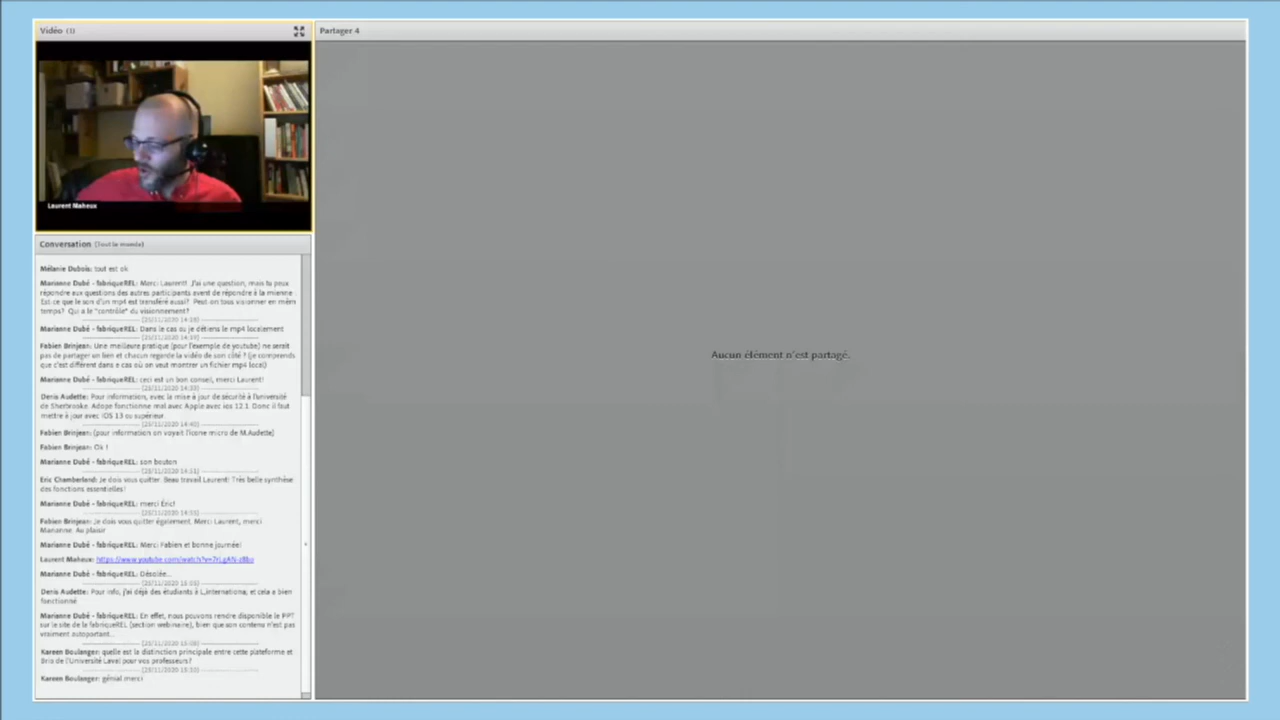 Vidéo (1)
Partager 4
Laurent Maheux
Conversation (Tout le monde)
Mélanie Dubois: tout est ok
Marianne Dubé - fabriqueREL: Merci Laurent! J'ai une question, mais tu peux
répondre aux questions des autres participants avant de répondre à la mienne
Est-ce que le son d'un mp4 est transféré aussi? Peut-on tous visionner en mêm
temps? Qui a le "contrôle" du visionnement?
Marianne Dubé - fabriqueREL: Dans le cas où je détiens le mp4 localement
Fabien Brinjean: Une meilleure pratique (pour l'exemple de youtube) ne serait
pas de partager un lien et chacun regarde la vidéo de son côté ? (je comprends
que c'est différent dans e cas où on veut montrer un fichier mp4 local)
Marianne Dubé - fabriqueREL: ceci est un bon conseil, merci Laurent!
Denis Audette: Pour information, avec la mise à jour de sécurité à l'université
de Sherbrooke. Adope fonctionne mal avec Apple avec ios 12.1. Donc il faut
mettre à jour avec iOS 13 ou supérieur.
Fabien Brinjean: (pour information on voyait l'icone micro de M.Audette)
Fabien Brinjean: Ok !
Marianne Dubé - fabriqueREL: son bouton
Eric Chamberland: Je dois vous quitter. Beau travail Laurent! Très belle synthèse
des fonctions essentielles!
Marianne Dubé - fabriqueREL: merci Éric!
Fabien Brinjean: Je dois vous quitter également. Merci Laurent, merci
Marianne. Au plaisir
Marianne Dubé - fabriqueREL: Merci Fabien et bonne journée!
Laurent Maheux:
Marianne Dubé - fabriqueREL: Désolée...
Denis Audette: Pour info, j'ai déjà des étudiants à L,internationa, et cela a bien
fonctionné
Marianne Dubé - fabriqueREL: En effet, nous pouvons rendre disponible le PPT
sur le site de la fabriqueREL (section webinaire), bien que son contenu n'est pas
vraiment autoportant...
Kareen Boulanger: quelle est la distinction principale entre cette plateforme et
de l'Université Laval pour vos professeurs?
Kareen Boulanger: génial merci
Aucun élément n'est partagé.